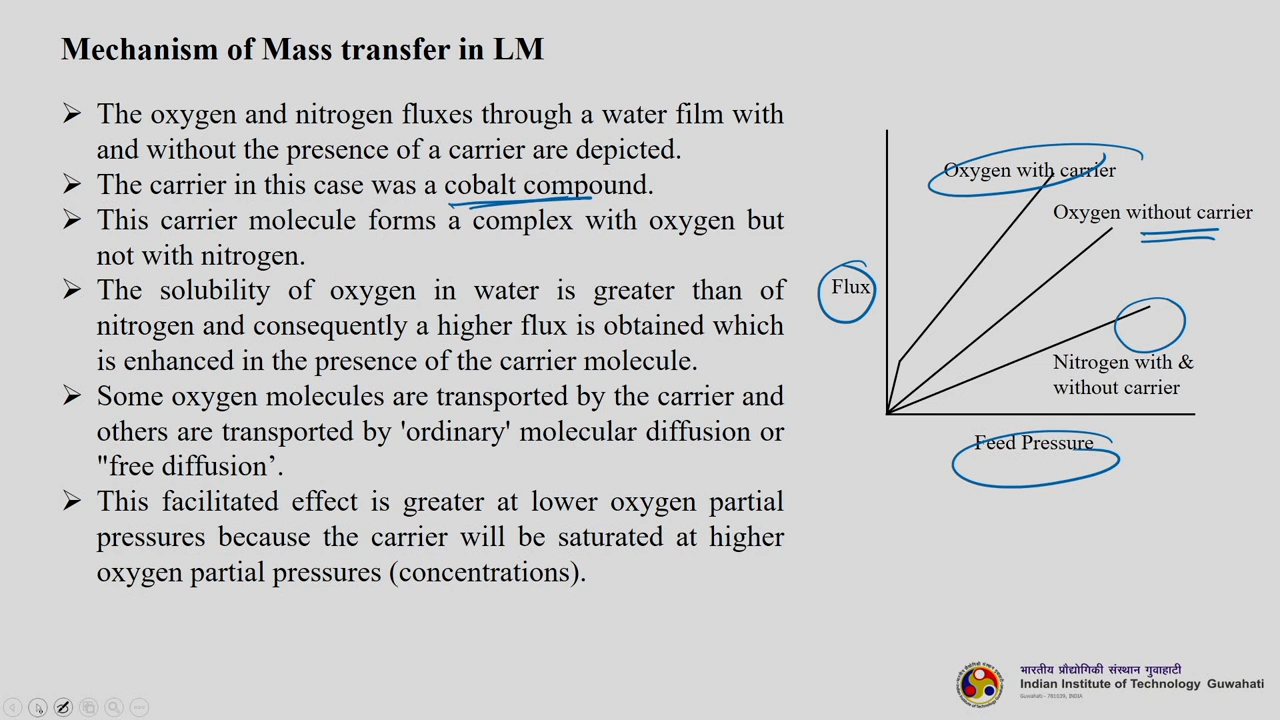 Mechanism of Mass transfer in LM
➢ The oxygen and nitrogen fluxes through a water film with
and without the presence of a carrier are depicted.
➢ The carrier in this case was a cobalt compound.
➢ This carrier molecule forms a complex with oxygen but
not with nitrogen.
➢ The solubility of oxygen in water is greater than of
nitrogen and consequently a higher flux is obtained which
is enhanced in the presence of the carrier molecule.
➢ Some oxygen molecules are transported by the carrier and
others are transported by 'ordinary' molecular diffusion or
"free diffusion’.
➢ This facilitated effect is greater at lower oxygen partial
pressures because the carrier will be saturated at higher
oxygen partial pressures (concentrations).
Oxygen with carrier
Oxygen without carrier
Flux
Nitrogen with &
without carrier
Feed Pressure
भारतीय प्रौद्योगिकी संस्थान गुवाहाटी
Indian Institute of Technology Guwahati
Guwahati - 781039, INDIA